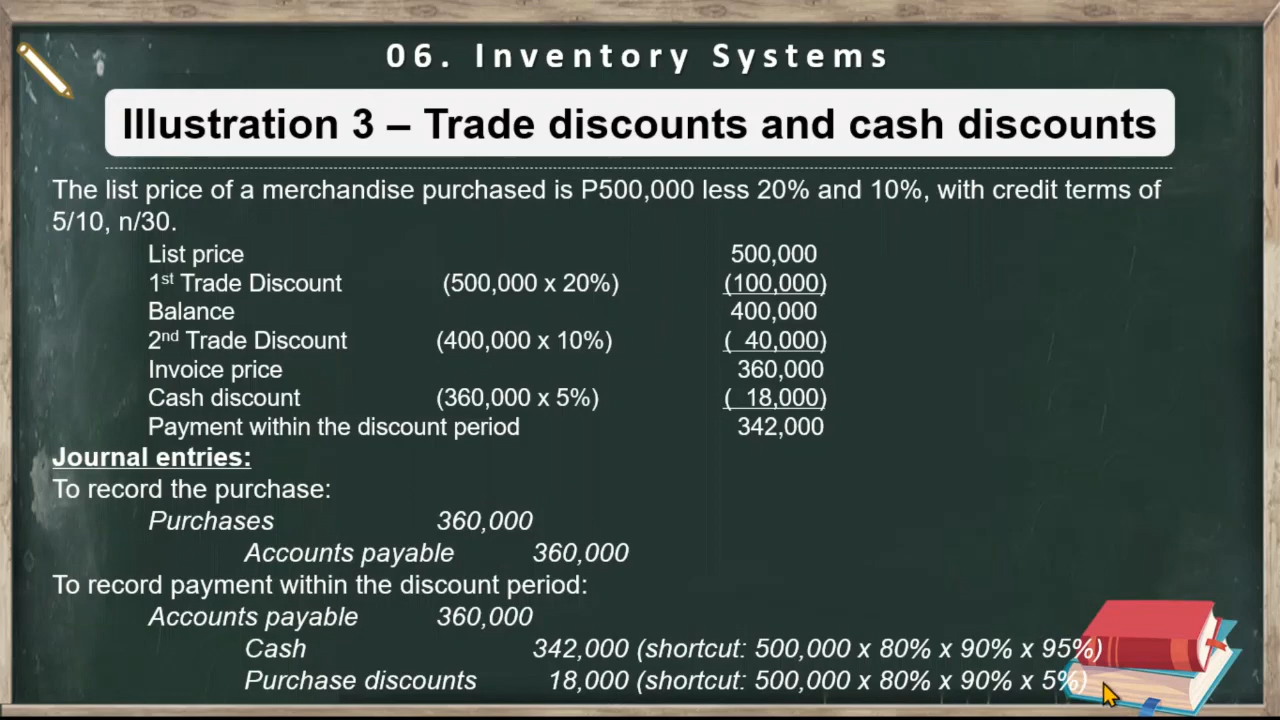 06. Inventory Systems
Illustration 3 – Trade discounts and cash discounts
The list price of a merchandise purchased is P500,000 less 20% and 10%, with credit terms of
5/10, n/30.
List price 500,000
1st Trade Discount (500,000 x 20%) (100,000)
Balance 400,000
2nd Trade Discount (400,000 x 10%) ( 40,000)
Invoice price 360,000
Cash discount (360,000 x 5%) ( 18,000)
Payment within the discount period 342,000
Journal entries:
To record the purchase:
Purchases 360,000
Accounts payable 360,000
To record payment within the discount period:
Accounts payable 360,000
Cash 342,000 (shortcut: 500,000 x 80% x 90% x 95%)
Purchase discounts 18,000 (shortcut: 500,000 x 80% x 90% x 5%)